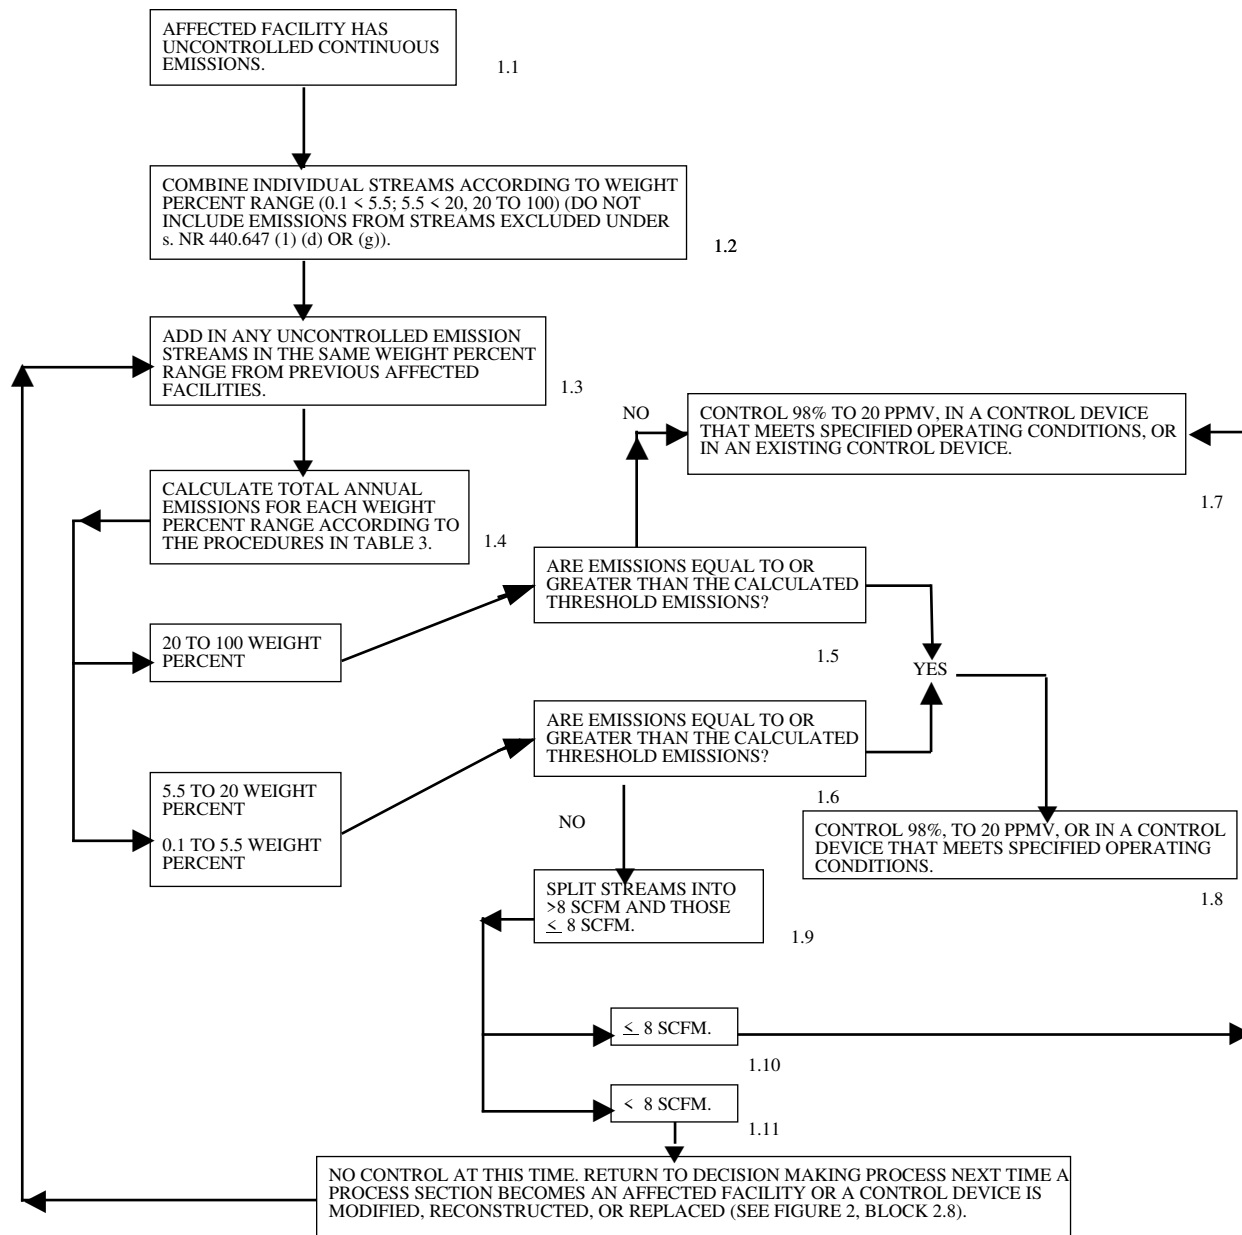 AFFECTED FACILITY HAS
UNCONTROLLED CONTINUOUS
EMISSIONS.
1.1
COMBINE INDIVIDUAL STREAMS ACCORDING TO WEIGHT
PERCENT RANGE (0.1 < 5.5; 5.5 < 20, 20 TO 100) (DO NOT
INCLUDE EMISSIONS FROM STREAMS EXCLUDED UNDER
s. NR 440.647 (1) (d) OR (g)).
1.2
ADD IN ANY UNCONTROLLED EMISSION
STREAMS IN THE SAME WEIGHT PERCENT
RANGE FROM PREVIOUS AFFECTED
FACILITIES.
1.3
NO
CONTROL 98% TO 20 PPMV, IN A CONTROL DEVICE
THAT MEETS SPECIFIED OPERATING CONDITIONS, OR
IN AN EXISTING CONTROL DEVICE.
1.7
CALCULATE TOTAL ANNUAL
EMISSIONS FOR EACH WEIGHT
PERCENT RANGE ACCORDING TO
THE PROCEDURES IN TABLE 3.
1.4
ARE EMISSIONS EQUAL TO OR
GREATER THAN THE CALCULATED
THRESHOLD EMISSIONS?
1.5
20 TO 100 WEIGHT
PERCENT
YES
ARE EMISSIONS EQUAL TO OR
GREATER THAN THE CALCULATED
THRESHOLD EMISSIONS?
1.6
5.5 TO 20 WEIGHT
PERCENT
0.1 TO 5.5 WEIGHT
PERCENT
NO
CONTROL 98%, TO 20 PPMV, OR IN A CONTROL
DEVICE THAT MEETS SPECIFIED OPERATING
CONDITIONS.
1.8
SPLIT STREAMS INTO
>8 SCFM AND THOSE
≤ 8 SCFM.
1.9
≤ 8 SCFM.
1.10
< 8 SCFM.
1.11
NO CONTROL AT THIS TIME. RETURN TO DECISION MAKING PROCESS NEXT TIME A
PROCESS SECTION BECOMES AN AFFECTED FACILITY OR A CONTROL DEVICE IS
MODIFIED, RECONSTRUCTED, OR REPLACED (SEE FIGURE 2, BLOCK 2.8).